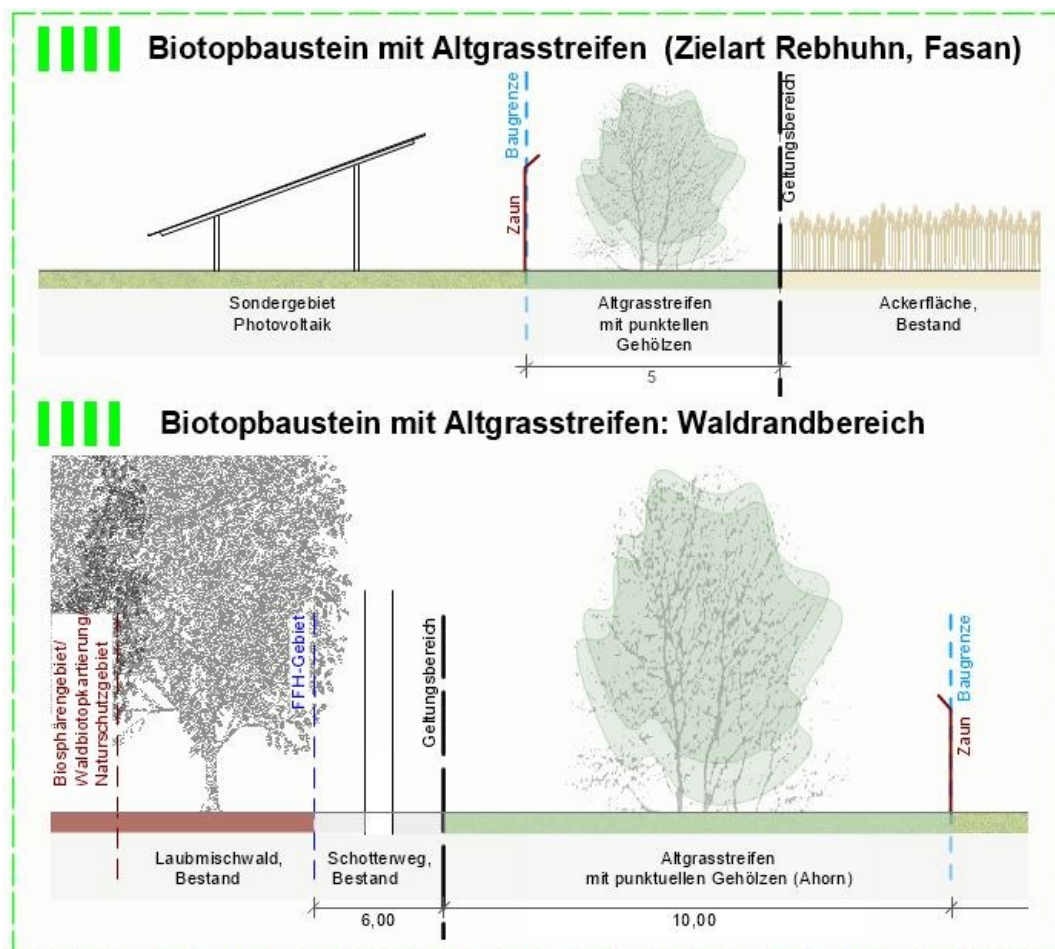 Biotopbaustein mit Altgrasstreifen (Zielart Rebhuhn, Fasan)
Baugrenze
Zaun
Geltungsbereich
Sondergebiet
Photovoltaik
Altgrasstreifen
mit punktellen
Gehölzen
Ackerfläche,
Bestand
5
Biotopbaustein mit Altgrasstreifen: Waldrandbereich
Biosphärengebiet/
Waldbiotopkartierung/
Naturschutzgebiet
FFH-Gebiet
Geltungsbereich
Baugrenze
Zaun
Laubmischwald,
Bestand
Schotterweg,
Bestand
Altgrasstreifen
mit punktuellen Gehölzen (Ahorn)
6,00
10,00